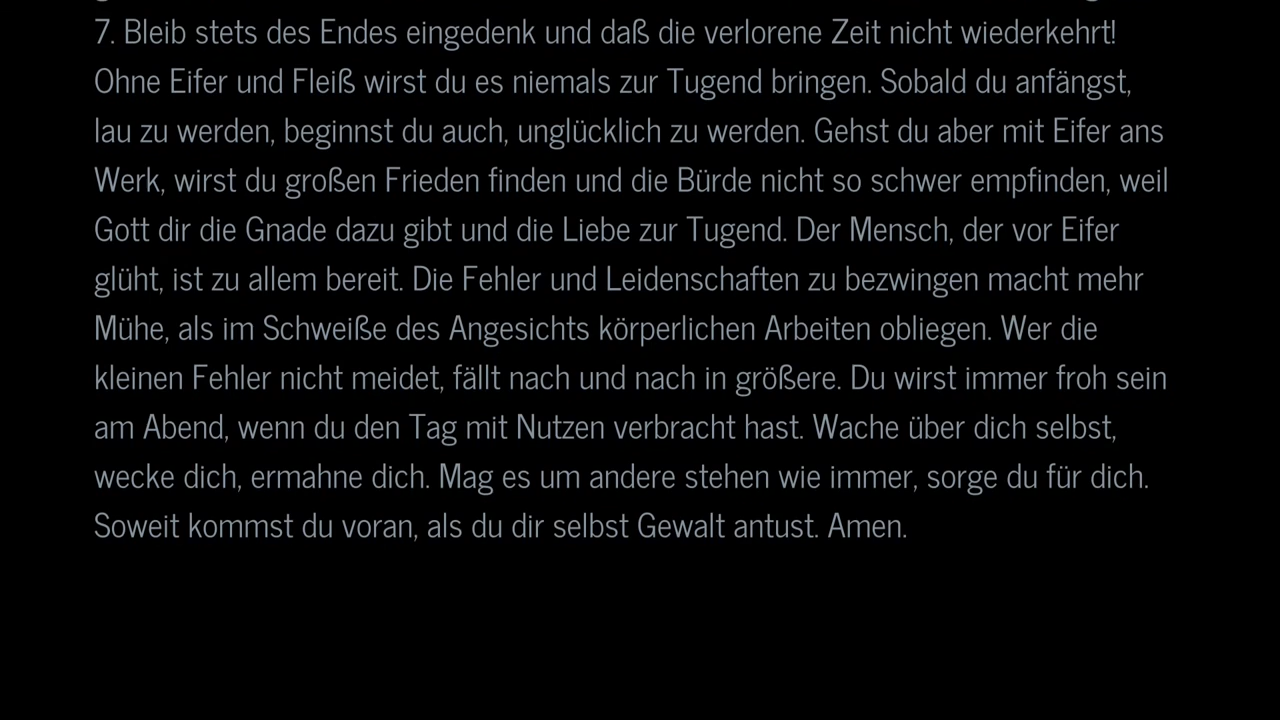 7. Bleib stets des Endes eingedenk und daß die verlorene Zeit nicht wiederkehrt!
Ohne Eifer und Fleiß wirst du es niemals zur Tugend bringen. Sobald du anfängst,
lau zu werden, beginnst du auch, unglücklich zu werden. Gehst du aber mit Eifer ans
Werk, wirst du großen Frieden finden und die Bürde nicht so schwer empfinden, weil
Gott dir die Gnade dazu gibt und die Liebe zur Tugend. Der Mensch, der vor Eifer
glüht, ist zu allem bereit. Die Fehler und Leidenschaften zu bezwingen macht mehr
Mühe, als im Schweiße des Angesichts körperlichen Arbeiten obliegen. Wer die
kleinen Fehler nicht meidet, fällt nach und nach in größere. Du wirst immer froh sein
am Abend, wenn du den Tag mit Nutzen verbracht hast. Wache über dich selbst,
wecke dich, ermahne dich. Mag es um andere stehen wie immer, sorge du für dich.
Soweit kommst du voran, als du dir selbst Gewalt antust. Amen.